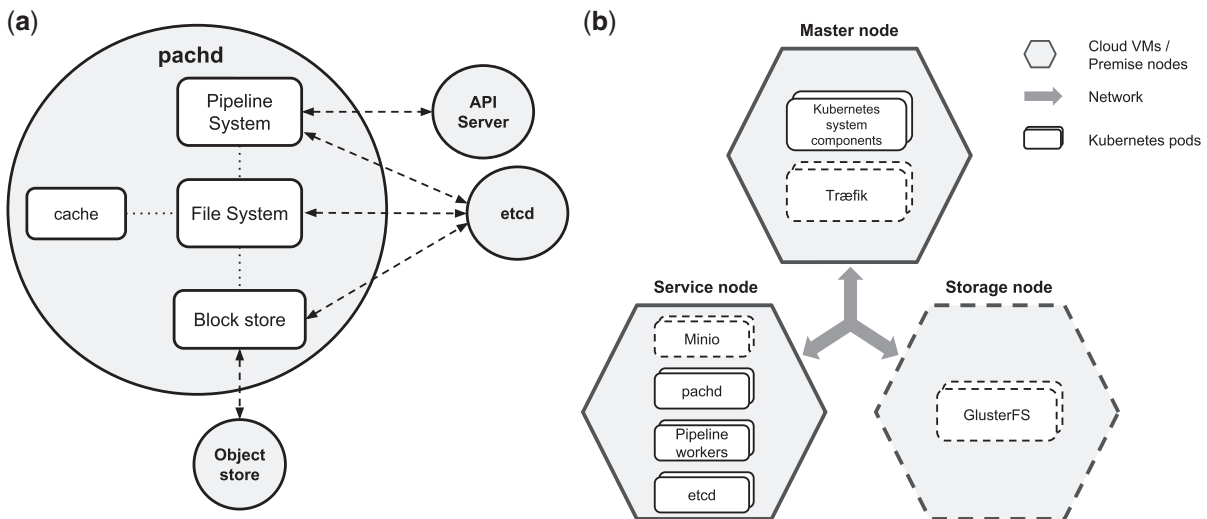 (a)
pachd
Pipeline
System
API
Server
cache
File System
etcd
Block store
Object
store
(b)
Master node
Kubernetes
system
components
Træfik
Cloud VMs /
Premise nodes
Network
Kubernetes pods
Service node
Minio
pachd
Pipeline
workers
etcd
Storage node
GlusterFS